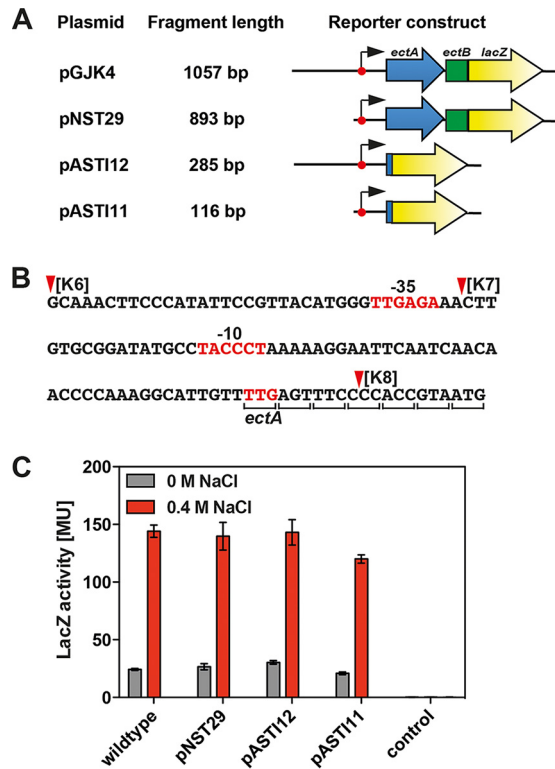 A
Plasmid Fragment length Reporter construct
ectA ectB lacZ
pGJK4 1057 bp
pNST29 893 bp
pASTI12 285 bp
pASTI11 116 bp
B
[K6] -35 [K7]
GCAAACTTCCCATATTCCGTTACATGGGTTGAGAAACTT
-10
GTGCGGATATGCCTACCCTAAAAAGGAATTCAATCAACA
[K8]
ACCCCAAAGGCATTGTTTTGAGTTTCCCCACCGTAATG
ectA
C
LacZ activity [MU]
200
150
100
50
0
0 M NaCl
0.4 M NaCl
wildtype pNST29 pASTI12 pASTI11 control